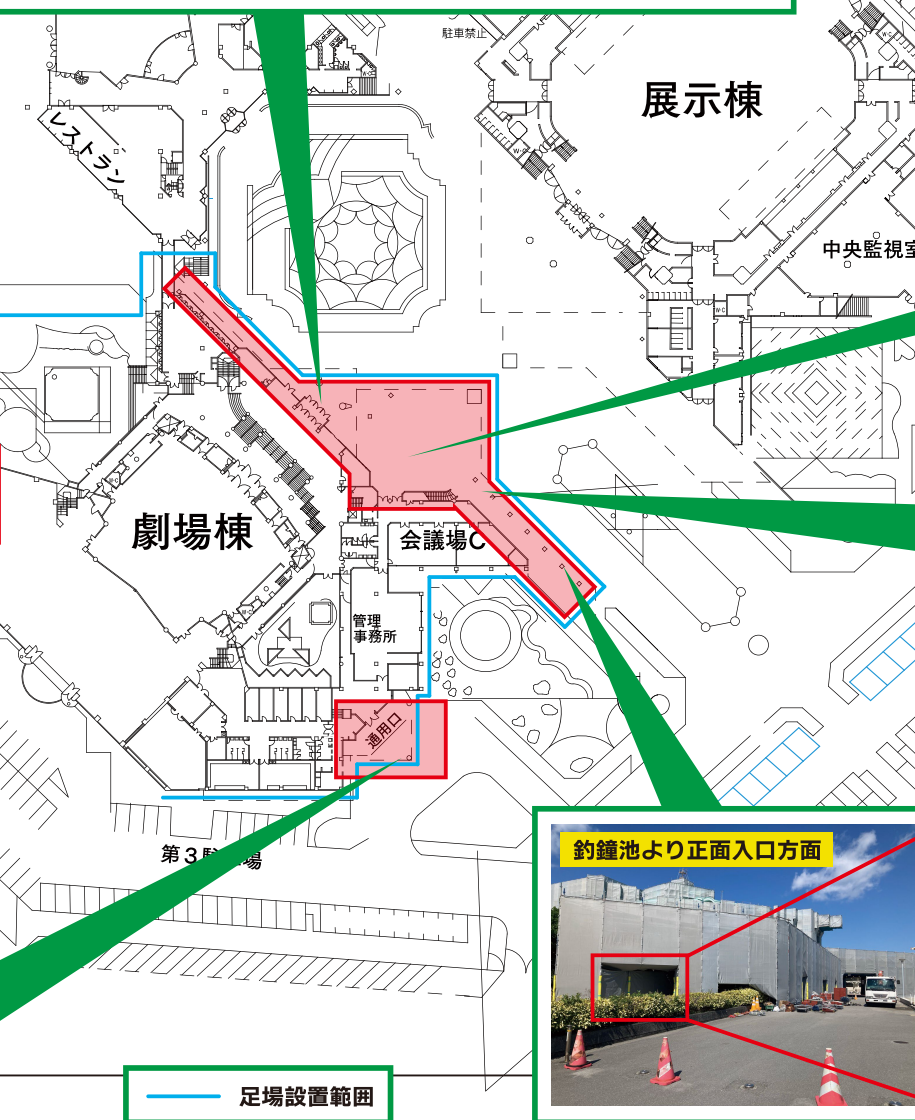 駐車禁止
W・C
展示棟
レストラン
W・C
中央監視室
W・C
W・C
劇場棟
会議場C
管理
事務所
W・C
通用口
第3駐
場
釣鐘池より正面入口方面
足場設置範囲